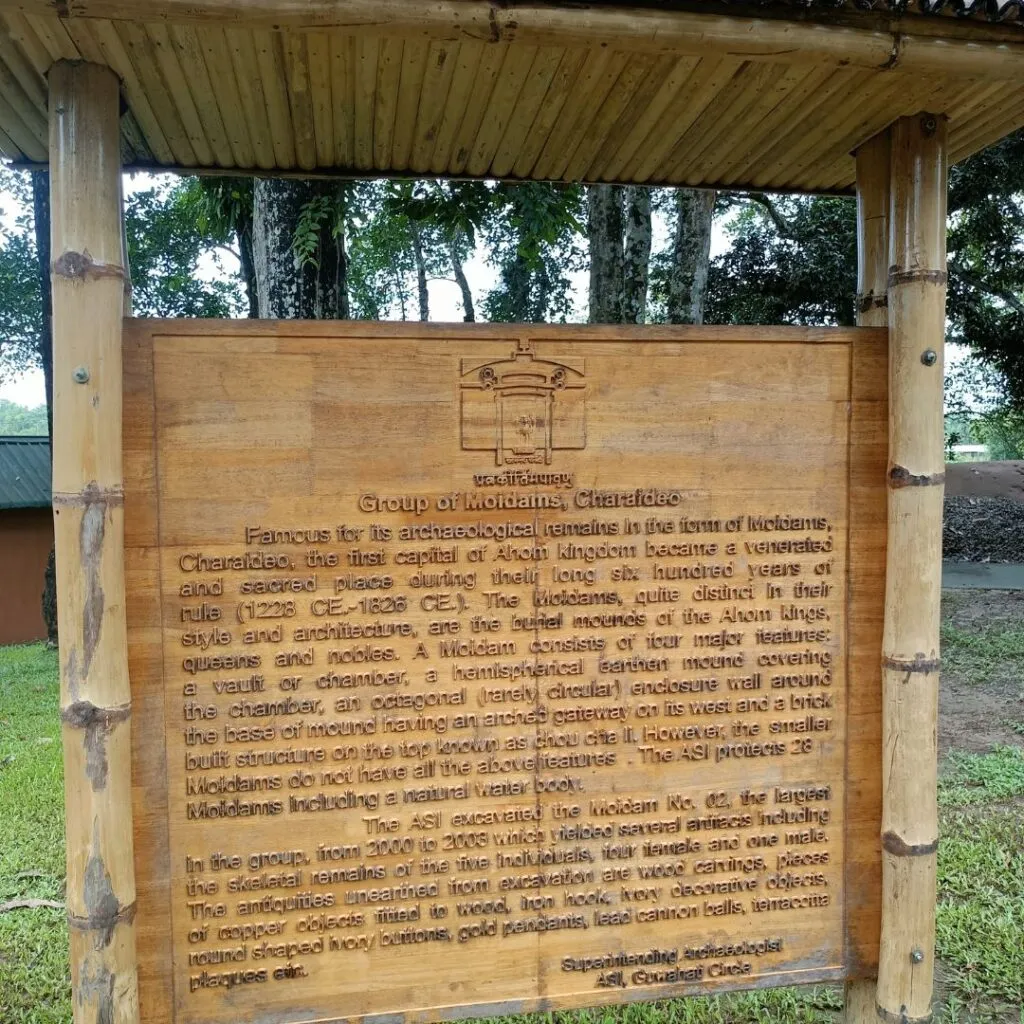 प्रत्नकीर्त्तिमपावृणु
Group of Moidams, Charaideo
Famous for its archaeological remains in the form of Moidams,
Charaideo, the first capital of Ahom kingdom became a venerated
and sacred place during their long six hundred years of
rule (1228 CE.-1826 CE.). The Moidams, quite distinct in their
style and architecture, are the burial mounds of the Ahom kings,
queens and nobles. A Moidam consists of four major features:
a vault or chamber, a hemispherical earthen mound covering
the chamber, an octagonal (rarely circular) enclosure wall around
the base of mound having an arched gateway on its west and a brick
built structure on the top known as chou cha li. However, the smaller
Moidams do not have all the above features . The ASI protects 28
Moidams including a natural water body.
The ASI excavated the Moidam No. 02, the largest
in the group, from 2000 to 2003 which yielded several artifacts including
the skeletal remains of the five individuals, four female and one male.
The antiquities unearthed from excavation are wood carvings, pieces
of copper objects fitted to wood, iron hook, ivory decorative objects,
round shaped ivory buttons, gold pendants, lead cannon balls, terracotta
plaques etc.
Superintending Archaeologist
ASI, Guwahati Circle